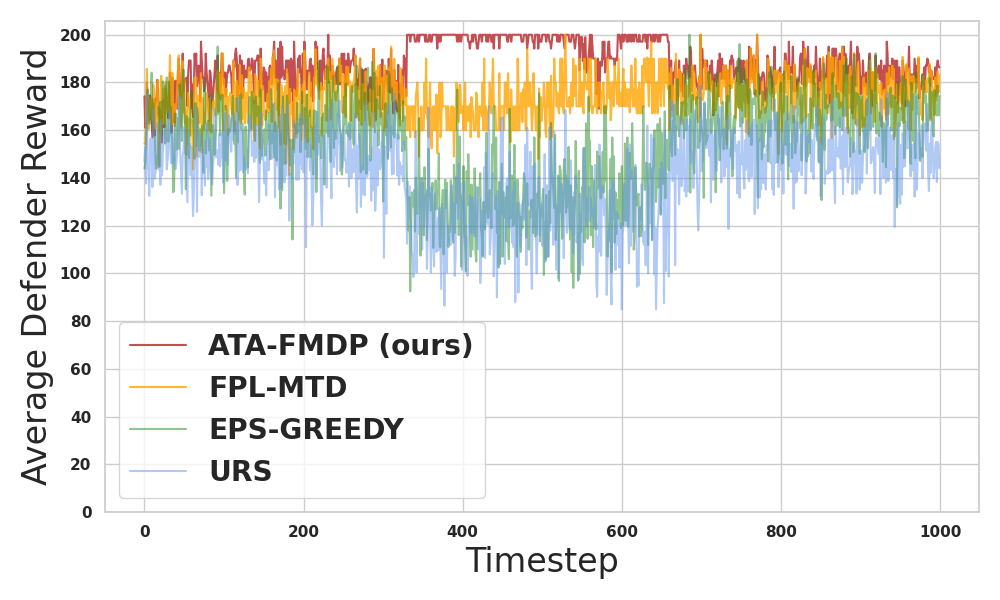 Average Defender Reward
200
180
160
140
120
100
80
60
40
20
0
ATA-FMDP (ours)
FPL-MTD
EPS-GREEDY
URS
0 200 400 600 800 1000
Timestep